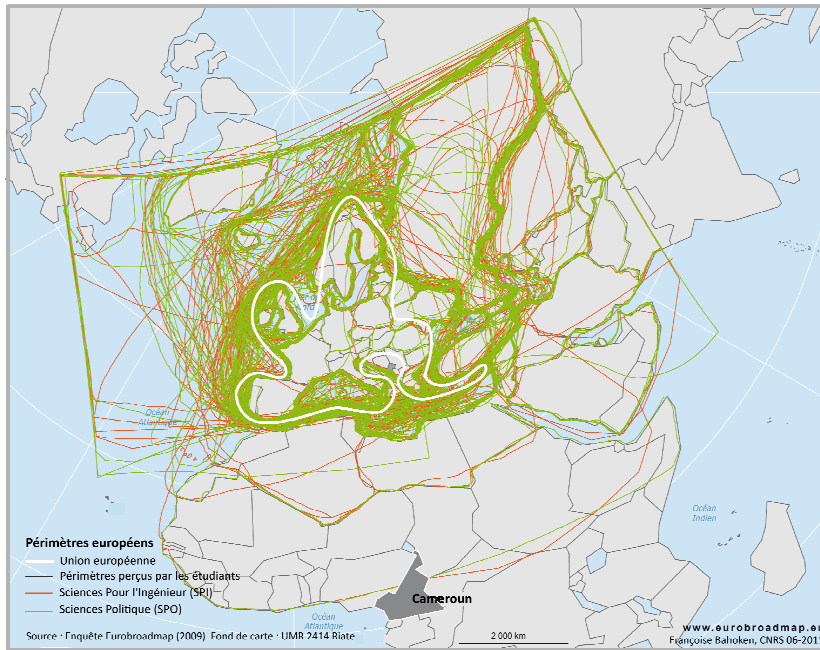 Océan
Atlantique
Océan
Indien
Périmètres européens
Union européenne
Périmètres perçus par les étudiants
Sciences Pour l'Ingénieur (SPI)
Sciences Politique (SPO)
Cameroun
Océan
Atlantique
Source · Enquête Eurobroadmap (2009) Fond de carte · UMR 2414 Riate
2 000 km
www.eurobroadmap.eu
Françoise Bahoken, CNRS 06-201